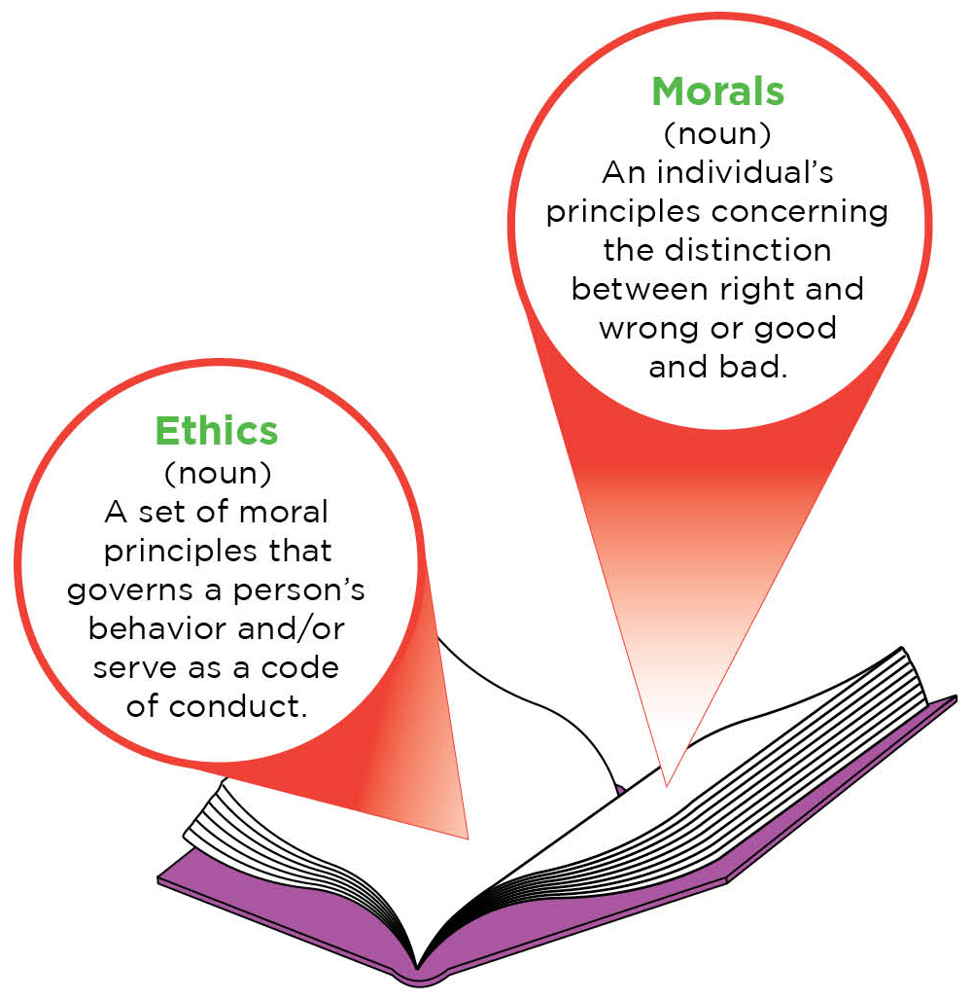 Morals
(noun)
An individual’s
principles concerning
the distinction
between right and
wrong or good
and bad.
Ethics
(noun)
A set of moral
principles that
governs a person’s
behavior and/or
serve as a code
of conduct.